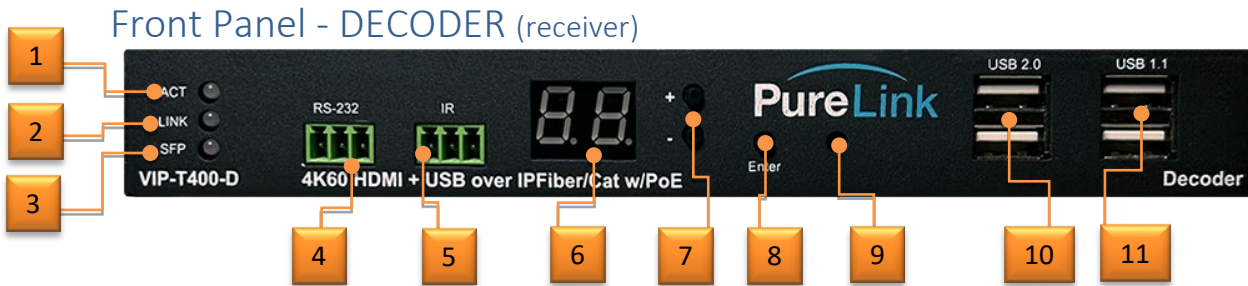 Front Panel - DECODER (receiver)
1
2
3
ACT
LINK
SFP
VIP-T400-D
RS-232
IR
4K60 HDMI + USB over IPFiber/Cat w/PoE
8.8.
+
-
PureLink
Enter
USB 2.0
USB 1.1
Decoder
4
5
6
7
8
9
10
11